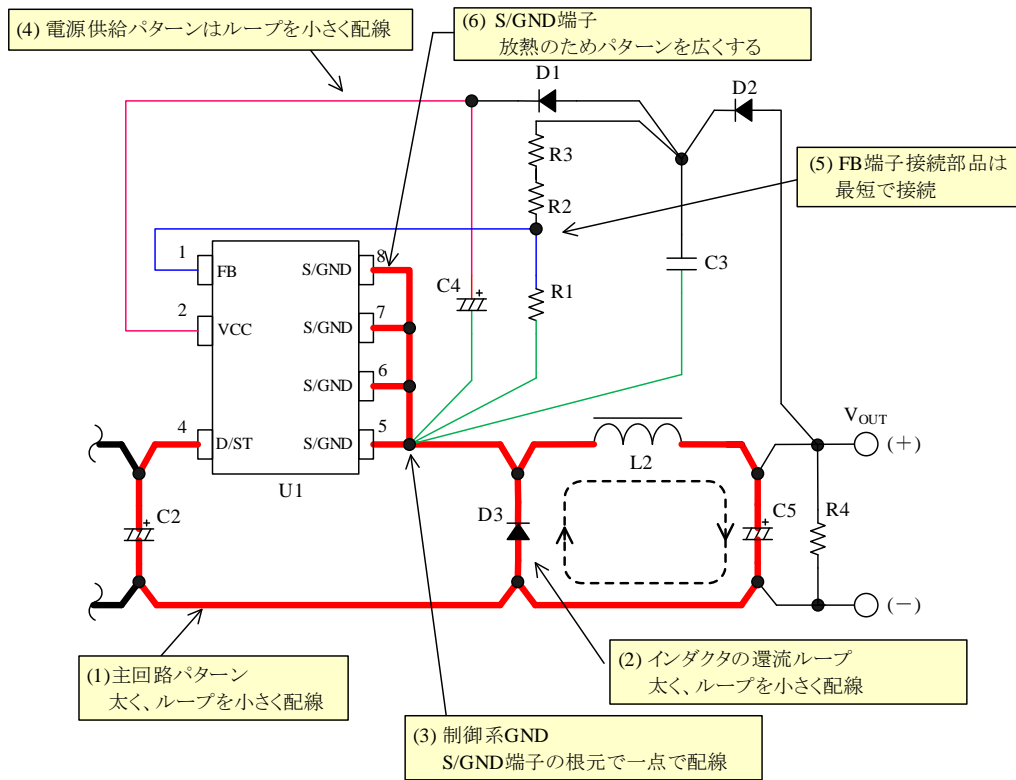 (4) 電源供給パターンはループを小さく配線
(6) S/GND端子
放熱のためパターンを広くする
D1
D2
R3
(5) FB端子接続部品は
最短で接続
R2
1
8
FB
S/GND
C4
R1
C3
2
7
VCC
S/GND
6
S/GND
4
5
D/ST
S/GND
U1
L2
VOUT
(+)
C2
D3
C5
R4
(-)
(1)主回路パターン
太く、ループを小さく配線
(2) インダクタの還流ループ
太く、ループを小さく配線
(3) 制御系GND
S/GND端子の根元で一点で配線